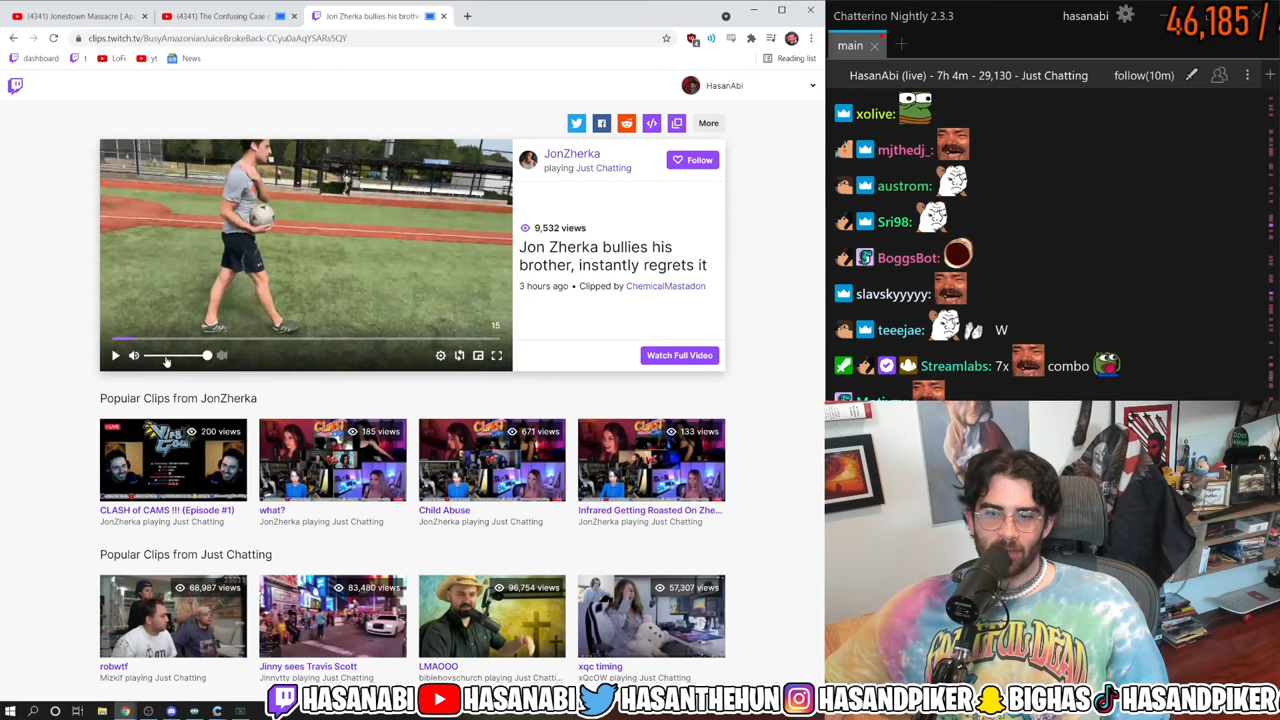 (4341) Jonestown Massacre [ Apo
(4341) The Confusing Case o
Jon Zherka bullies his brothe
clips.twitch.tv/BusyAmazonianJuiceBrokeBack-CCyu0aAqYSARs5QY
dashboard
t
LoFi
yt
News
Reading list
HasanAbi
More
JonZherka
playing Just Chatting
Follow
9,532 views
Jon Zherka bullies his
brother, instantly regrets it
3 hours ago • Clipped by ChemicalMastadon
15
Watch Full Video
Popular Clips from JonZherka
200 views
185 views
671 views
133 views
CLASH of CAMS !!! (Episode #1)
what?
Child Abuse
Infrared Getting Roasted On Zhe...
JonZherka playing Just Chatting
JonZherka playing Just Chatting
JonZherka playing Just Chatting
JonZherka playing Just Chatting
Popular Clips from Just Chatting
68,987 views
83,480 views
96,754 views
57,307 views
robwtf
Jinny sees Travis Scott
LMAOOO
xqc timing
Mizkif playing Just Chatting
Jinnytty playing Just Chatting
bibleboyschurch playing Just Chatti...
xQcOW playing Just Chatting
Chatterino Nightly 2.3.3
hasanabi
46,185 /
main
HasanAbi (live) - 7h 4m - 29,130 - Just Chatting
follow(10m)
xolive:
mjthedj_:
austrom:
Sri98:
BoggsBot:
slavskyyyyy:
teeejae: W
Streamlabs: 7x combo
HASANABI
HASANABI
HASANTHEHUN
HASANDPIKER
BIGHAS
HASANDPIKER